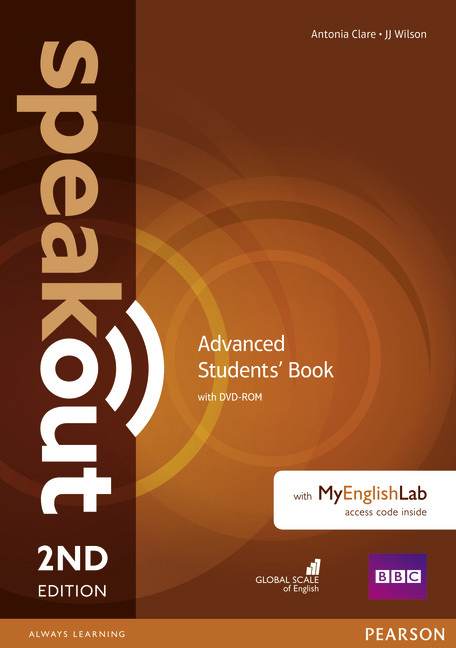 Antonia Clare • JJ Wilson
speakout
Advanced
Students' Book
with DVD-ROM
with MyEnglishLab
access code inside
2ND
EDITION
GLOBAL SCALE
of English
BBC
ALWAYS LEARNING
PEARSON